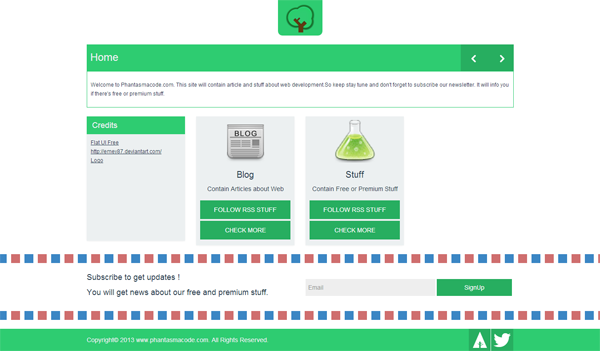 Home
Welcome to Phantasmacode.com. This site will contain article and stuff about web development.So keep stay tune and don't forget to subscribe our newsletter. It will info you
if there's free or premium stuff.
Credits
Flat UI Free
http://emey87.deviantart.com/
Logo
BLOG
Blog
Contain Articles about Web
FOLLOW RSS STUFF
CHECK MORE
Stuff
Contain Free or Premium Stuff
FOLLOW RSS STUFF
CHECK MORE
Subscribe to get updates !
You will get news about our free and premium stuff.
Email
SignUp
Copyright© 2013 www.phantasmacode.com. All Rights Reserved.